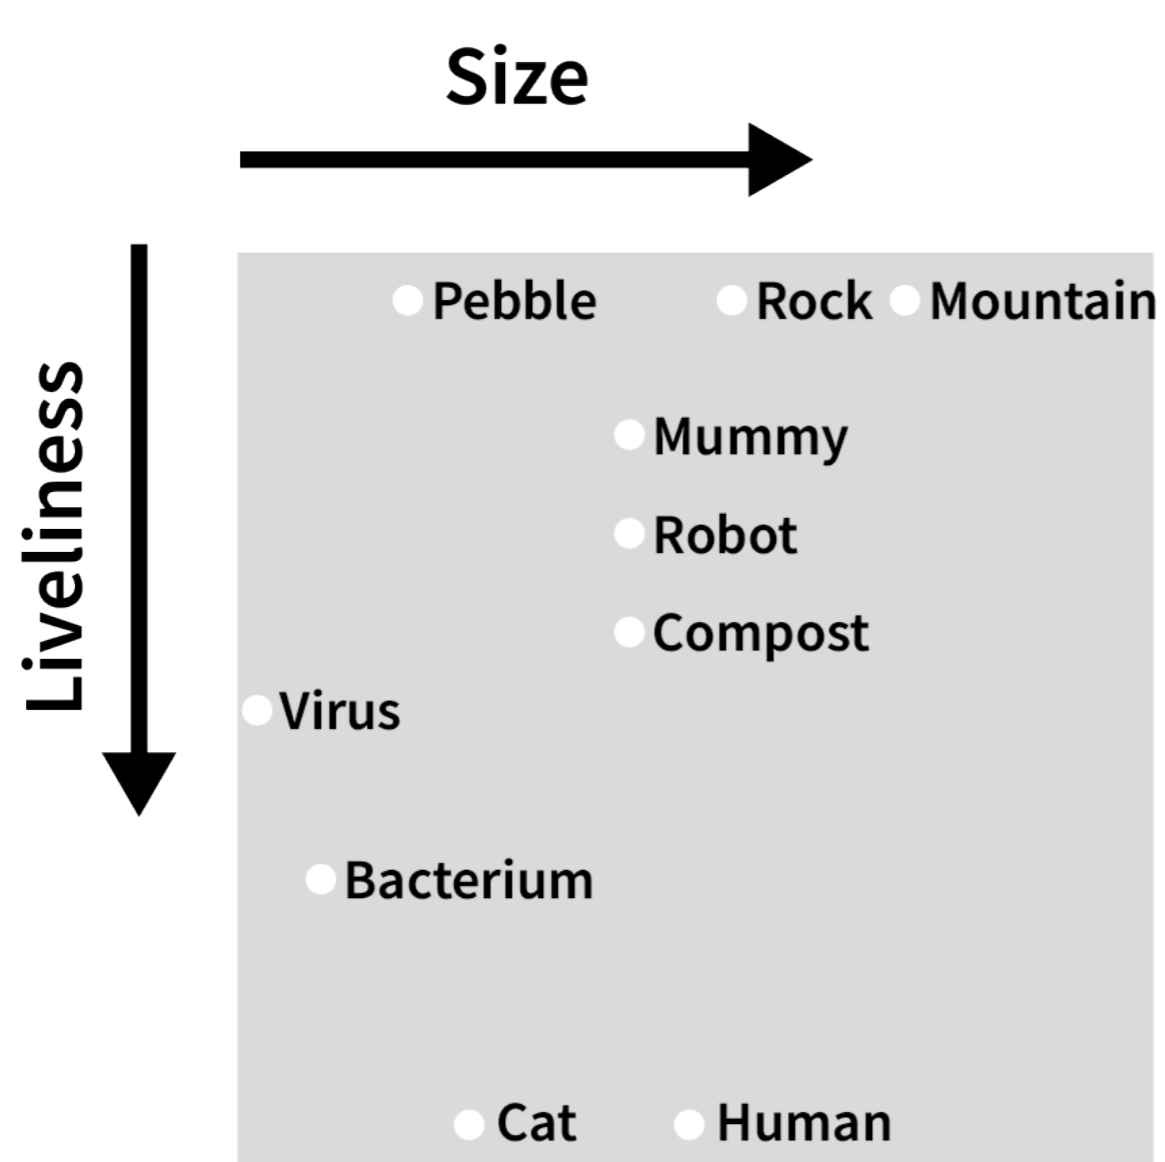 Size
Liveliness
Pebble
Rock
Mountain
Mummy
Robot
Compost
Virus
Bacterium
Cat
Human